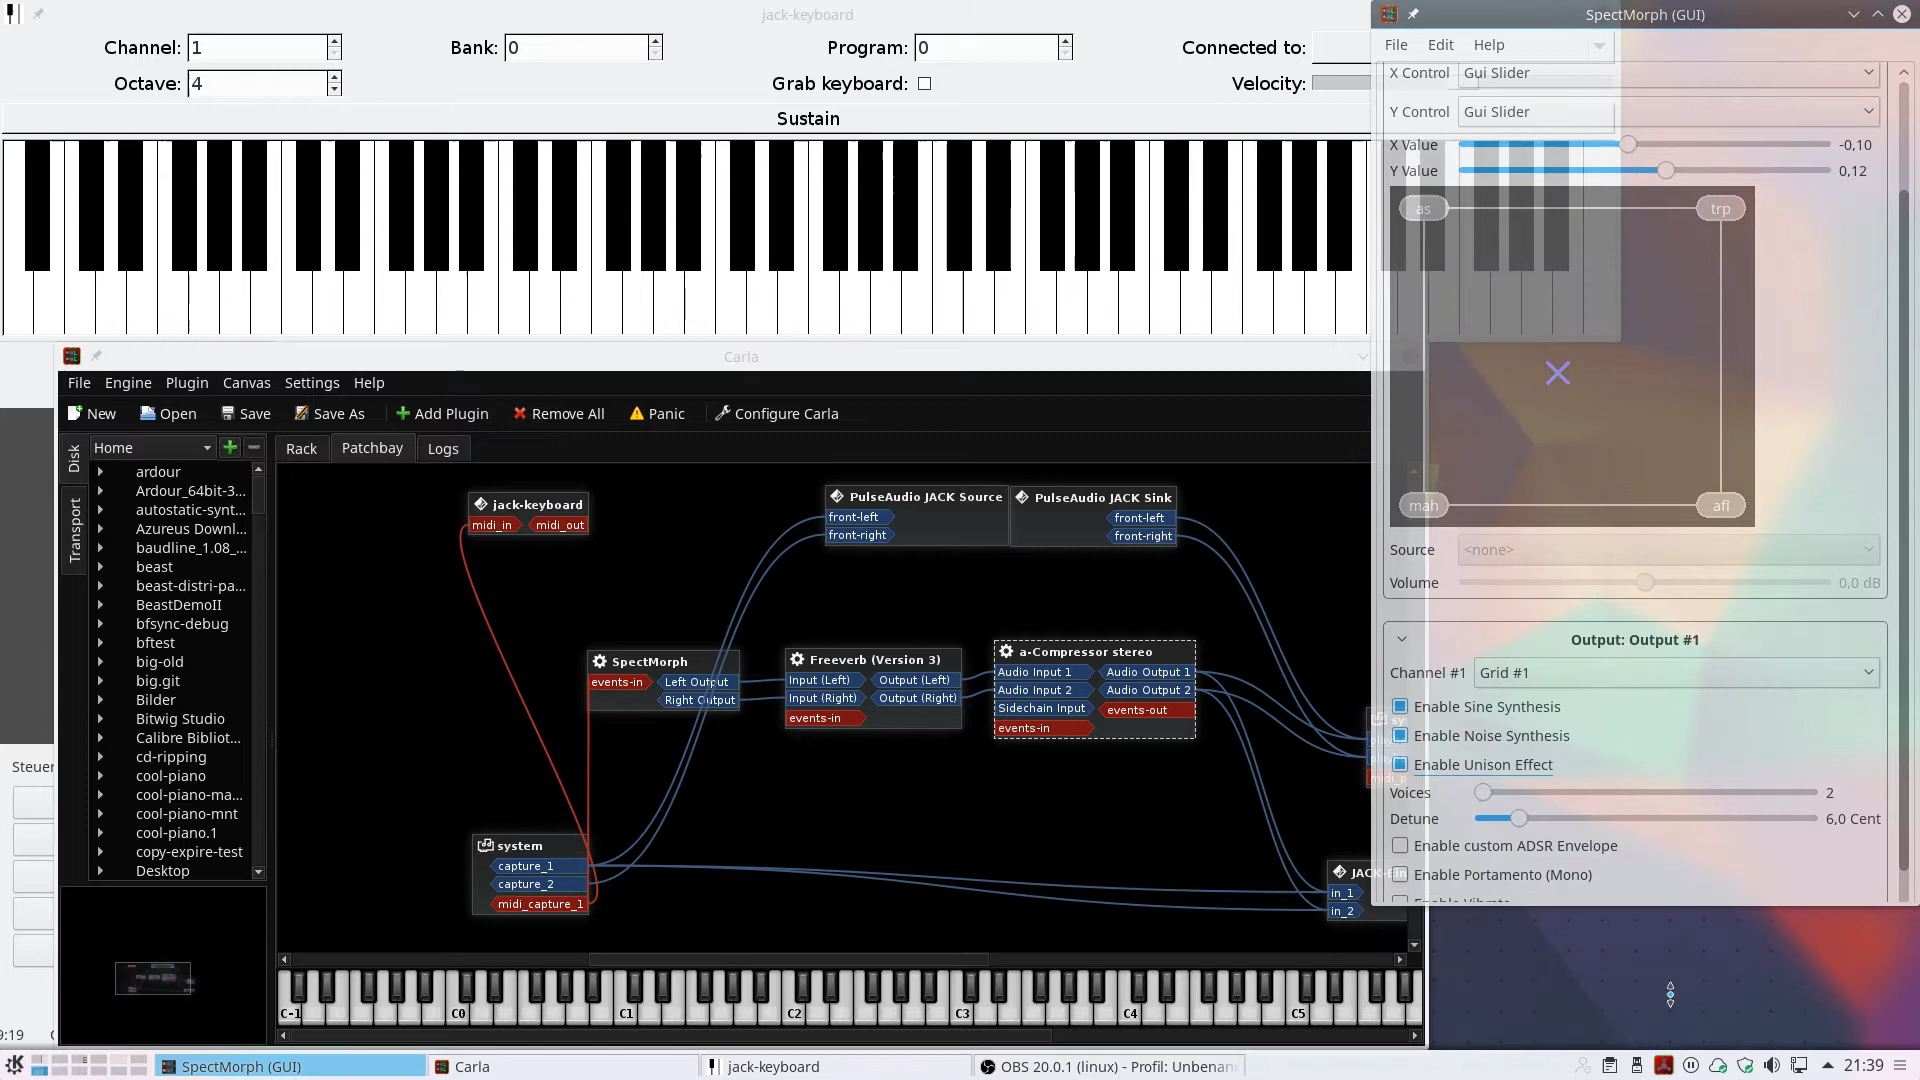 jack-keyboard
SpectMorph (GUI)
Channel: 1
Bank: 0
Program: 0
Connected to:
Octave: 4
Grab keyboard:
Velocity:
Sustain
File Edit Help
X Control Gui Slider
Y Control Gui Slider
X Value -0,10
Y Value 0,12
as
trp
mah
afl
Source <none>
Volume 0,0 dB
Output: Output #1
Channel #1 Grid #1
Enable Sine Synthesis
Enable Noise Synthesis
Enable Unison Effect
Voices 2
Detune 6,0 Cent
Enable custom ADSR Envelope
Enable Portamento (Mono)
Carla
File Engine Plugin Canvas Settings Help
New Open Save Save As Add Plugin Remove All Panic Configure Carla
Disk
Transport
Home
Rack Patchbay Logs
ardour
Ardour_64bit-3...
autostatic-synt...
Azureus Downl...
baudline_1.08_...
beast
beast-distri-pa...
BeastDemoII
bfsync-debug
bftest
big-old
big.git
Bilder
Bitwig Studio
Calibre Bibliot...
cd-ripping
cool-piano
cool-piano-ma...
cool-piano-mnt
cool-piano.1
copy-expire-test
Desktop
jack-keyboard
midi_in midi_out
PulseAudio JACK Source
front-left
front-right
PulseAudio JACK Sink
front-left
front-right
SpectMorph
events-in Left Output
Right Output
Freeverb (Version 3)
Input (Left) Output (Left)
Input (Right) Output (Right)
events-in
a-Compressor stereo
Audio Input 1 Audio Output 1
Audio Input 2 Audio Output 2
Sidechain Input events-out
events-in
system
capture_1
capture_2
midi_capture_1
in_1
in_2
C-1 C0 C1 C2 C3 C4 C5
Steuer
9:19
SpectMorph (GUI)
Carla
jack-keyboard
OBS 20.0.1 (linux) - Profil: Unbenan
21:39